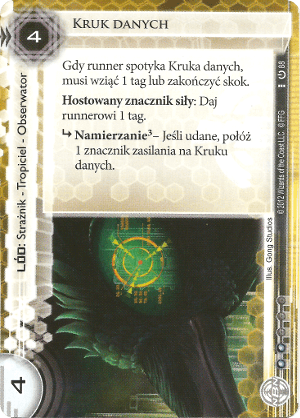 4
KRUK DANYCH
Gdy runner spotyka Kruka danych,
musi wziąć 1 tag lub zakończyć skok.
Hostowany znacznik siły: Daj
runnerowi 1 tag.
↳ Namierzanie³– Jeśli udane, połóż
1 znacznik zasilania na Kruku
danych.
LÓD: Strażnik - Tropiciel - Obserwator
68
© 2012 Wizards of the Coast LLC. © FFG
Illus. Gong Studios
4